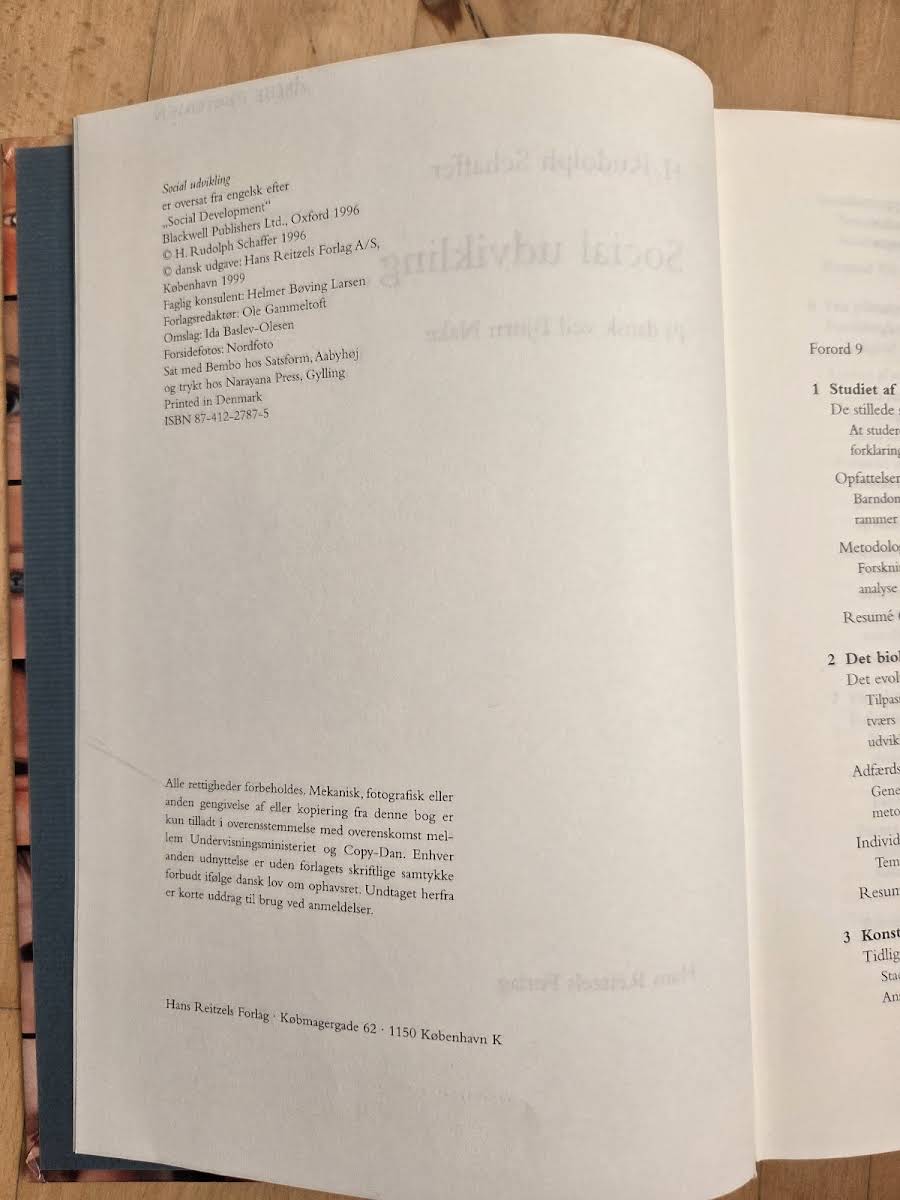 Social udvikling
er oversat fra engelsk efter
„Social Development“
Blackwell Publishers Ltd., Oxford 1996
© H. Rudolph Schaffer 1996
© dansk udgave: Hans Reitzels Forlag A/S,
København 1999
Faglig konsulent: Helmer Bøving Larsen
Forlagsredaktør: Ole Gammeltoft
Omslag: Ida Baslev-Olesen
Forsidefotos: Nordfoto
Sat med Bembo hos Satsform, Aabyhøj
og trykt hos Narayana Press, Gylling
Printed in Denmark
ISBN 87-412-2787-5
Alle rettigheder forbeholdes. Mekanisk, fotografisk eller
anden gengivelse af eller kopiering fra denne bog er
kun tilladt i overensstemmelse med overenskomst mel-
lem Undervisningsministeriet og Copy-Dan. Enhver
anden udnyttelse er uden forlagets skriftlige samtykke
forbudt ifølge dansk lov om ophavsret. Undtaget herfra
er korte uddrag til brug ved anmeldelser.
Hans Reitzels Forlag · Købmagergade 62 · 1150 København K
Forord 9
1 Studiet af
De stillede
At studer
forklaring
Opfattelser
Barndon
rammer
Metodolo
Forskni
analyse
Resumé
2 Det biol
Det evol
Tilpas
tværs
udvik
Adfærds
Gene
meto
Individ
Tem
Resum
3 Konst
Tidlig
Sta
An